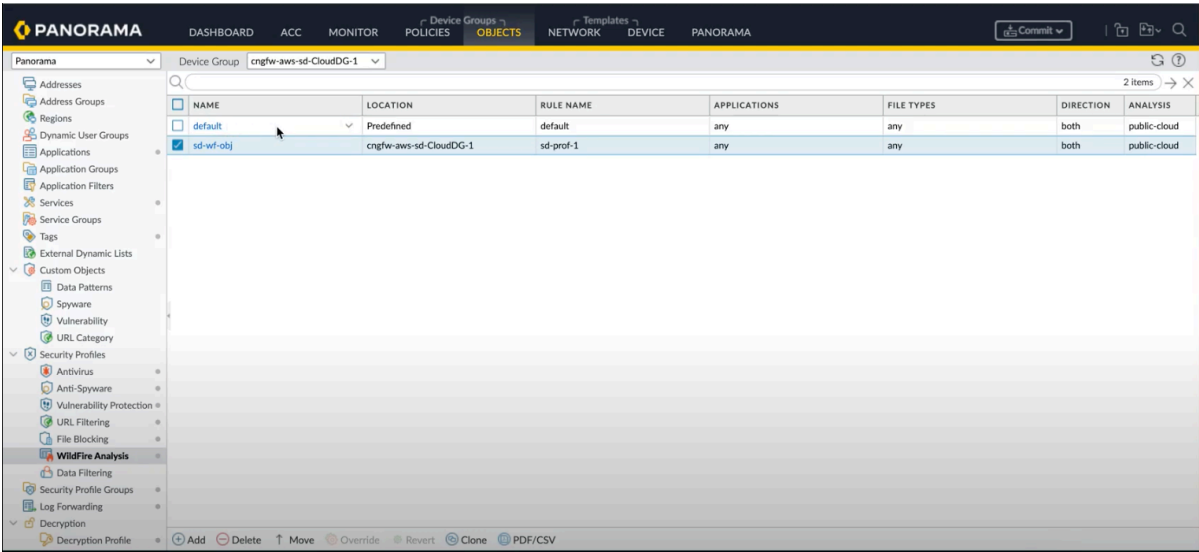 PANORAMA
DASHBOARD ACC MONITOR Device Groups POLICIES OBJECTS Templates NETWORK DEVICE PANORAMA Commit
Panorama Device Group cngfw-aws-sd-CloudDG-1
2 items
NAME LOCATION RULE NAME APPLICATIONS FILE TYPES DIRECTION ANALYSIS
default Predefined default any any both public-cloud
sd-wf-obj cngfw-aws-sd-CloudDG-1 sd-prof-1 any any both public-cloud
Addresses
Address Groups
Regions
Dynamic User Groups
Applications
Application Groups
Application Filters
Services
Service Groups
Tags
External Dynamic Lists
Custom Objects
Data Patterns
Spyware
Vulnerability
URL Category
Security Profiles
Antivirus
Anti-Spyware
Vulnerability Protection
URL Filtering
File Blocking
WildFire Analysis
Data Filtering
Security Profile Groups
Log Forwarding
Decryption
Decryption Profile
Add Delete Move Override Revert Clone PDF/CSV